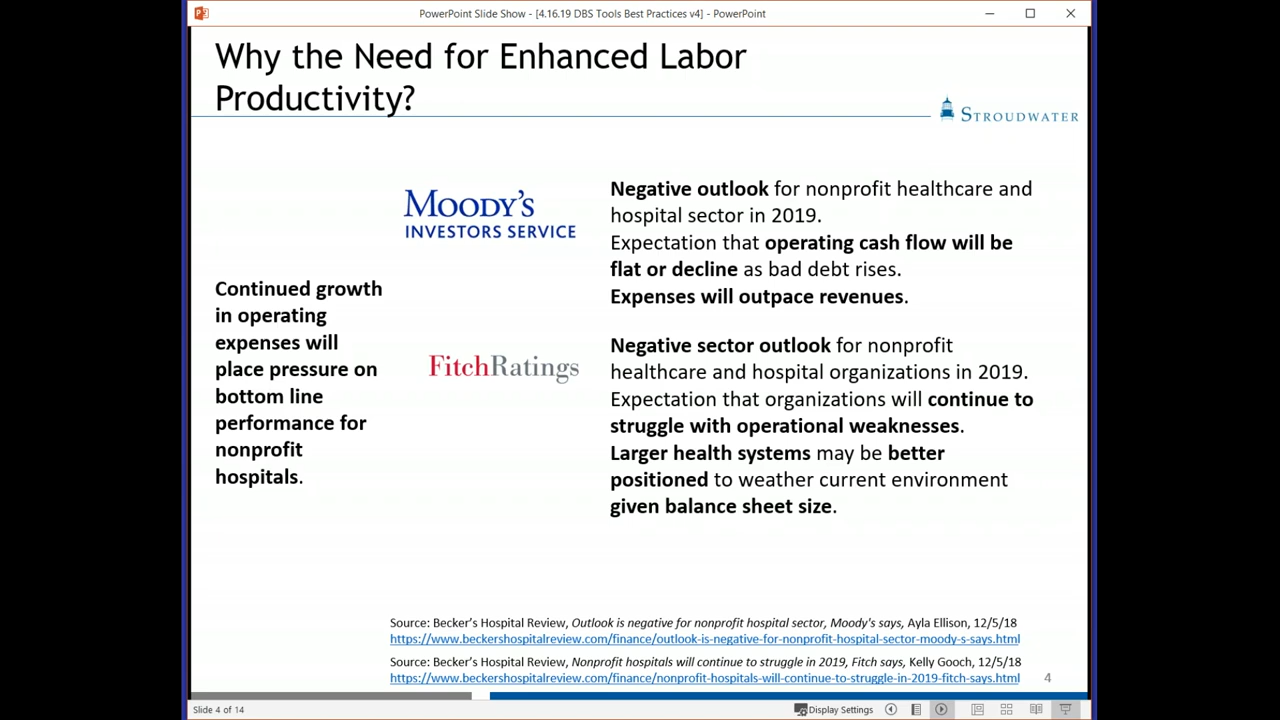 PowerPoint Slide Show - [4.16.19 DBS Tools Best Practices v4] - PowerPoint
Why the Need for Enhanced Labor
Productivity?
STROUDWATER
MOODY'S
INVESTORS SERVICE
Negative outlook for nonprofit healthcare and
hospital sector in 2019.
Expectation that operating cash flow will be
flat or decline as bad debt rises.
Expenses will outpace revenues.
Continued growth
in operating
expenses will
place pressure on
bottom line
performance for
nonprofit
hospitals.
FitchRatings
Negative sector outlook for nonprofit
healthcare and hospital organizations in 2019.
Expectation that organizations will continue to
struggle with operational weaknesses.
Larger health systems may be better
positioned to weather current environment
given balance sheet size.
Source: Becker's Hospital Review, Outlook is negative for nonprofit hospital sector, Moody's says, Ayla Ellison, 12/5/18
https://www.beckershospitalreview.com/finance/outlook-is-negative-for-nonprofit-hospital-sector-moody-s-says.html
Source: Becker's Hospital Review, Nonprofit hospitals will continue to struggle in 2019, Fitch says, Kelly Gooch, 12/5/18
https://www.beckershospitalreview.com/finance/nonprofit-hospitals-will-continue-to-struggle-in-2019-fitch-says.html
4
Slide 4 of 14
Display Settings